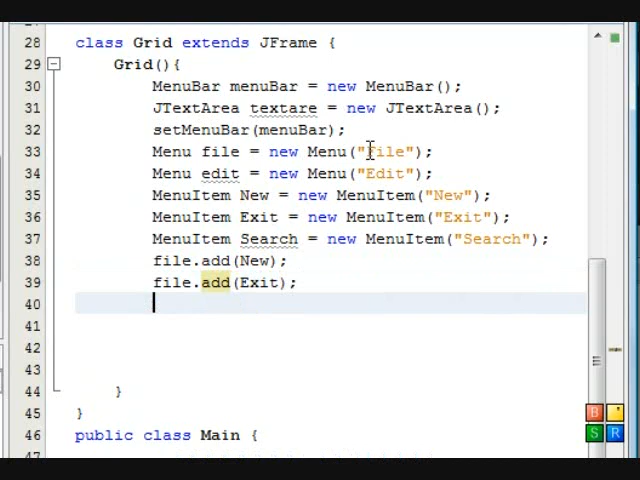 28 class Grid extends JFrame {
29 Grid(){
30 MenuBar menuBar = new MenuBar();
31 JTextArea textare = new JTextArea();
32 setMenuBar(menuBar);
33 Menu file = new Menu("File");
34 Menu edit = new Menu("Edit");
35 MenuItem New = new MenuItem("New");
36 MenuItem Exit = new MenuItem("Exit");
37 MenuItem Search = new MenuItem("Search");
38 file.add(New);
39 file.add(Exit);
40
41
42
43
44 }
45 }
46 public class Main {
B
S R